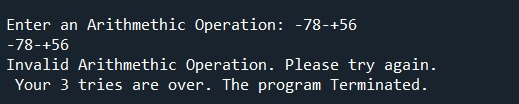 Enter an Arithmethic Operation: -78-+56
-78-+56
Invalid Arithmethic Operation. Please try again.
Your 3 tries are over. The program Terminated.